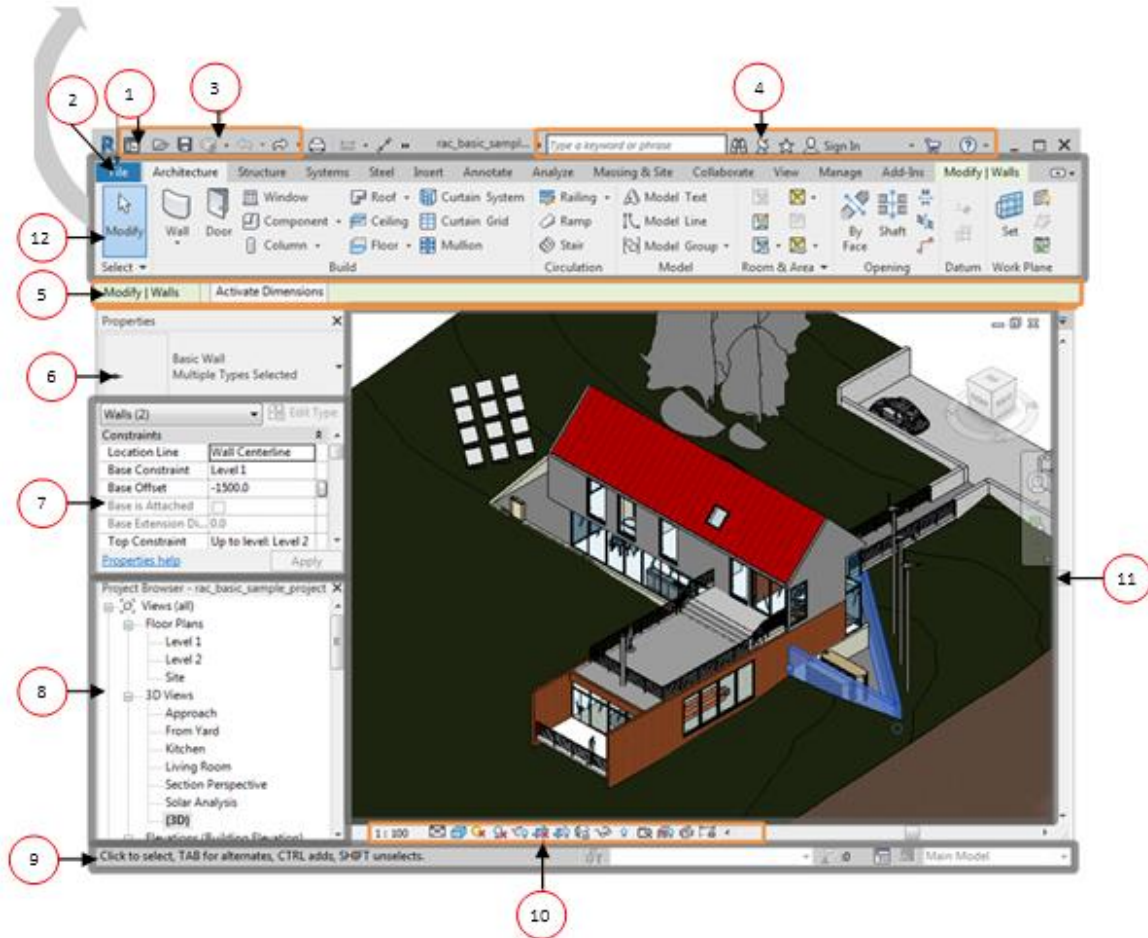 3
4
1
2
R
rac_basic_sampl...
Type a keyword or phrase
Sign In
File Architecture Structure Systems Steel Insert Annotate Analyze Massing & Site Collaborate View Manage Add-Ins Modify | Walls
Modify Wall Door Window Roof Curtain System Railing Model Text By Face Shaft Set
Component Ceiling Curtain Grid Ramp Model Line
Column Floor Mullion Stair Model Group
12
Select Build Circulation Model Room & Area Opening Datum Work Plane
5
Modify | Walls Activate Dimensions
Properties
6
Basic Wall
Multiple Types Selected
Walls (2) Edit Type
Constraints
Location Line Wall Centerline
Base Constraint Level 1
7
Base Offset -1500.0
Base is Attached
Base Extension Di... 0.0
Top Constraint Up to level: Level 2
Properties help Apply
11
Project Browser - rac_basic_sample_project
Views (all)
Floor Plans
Level 1
Level 2
Site
8
3D Views
Approach
From Yard
Kitchen
Living Room
Section Perspective
Solar Analysis
{3D}
Elevations (Building Elevation)
1 : 100
9
Click to select, TAB for alternates, CTRL adds, SHIFT unselects.
:0
Main Model
10